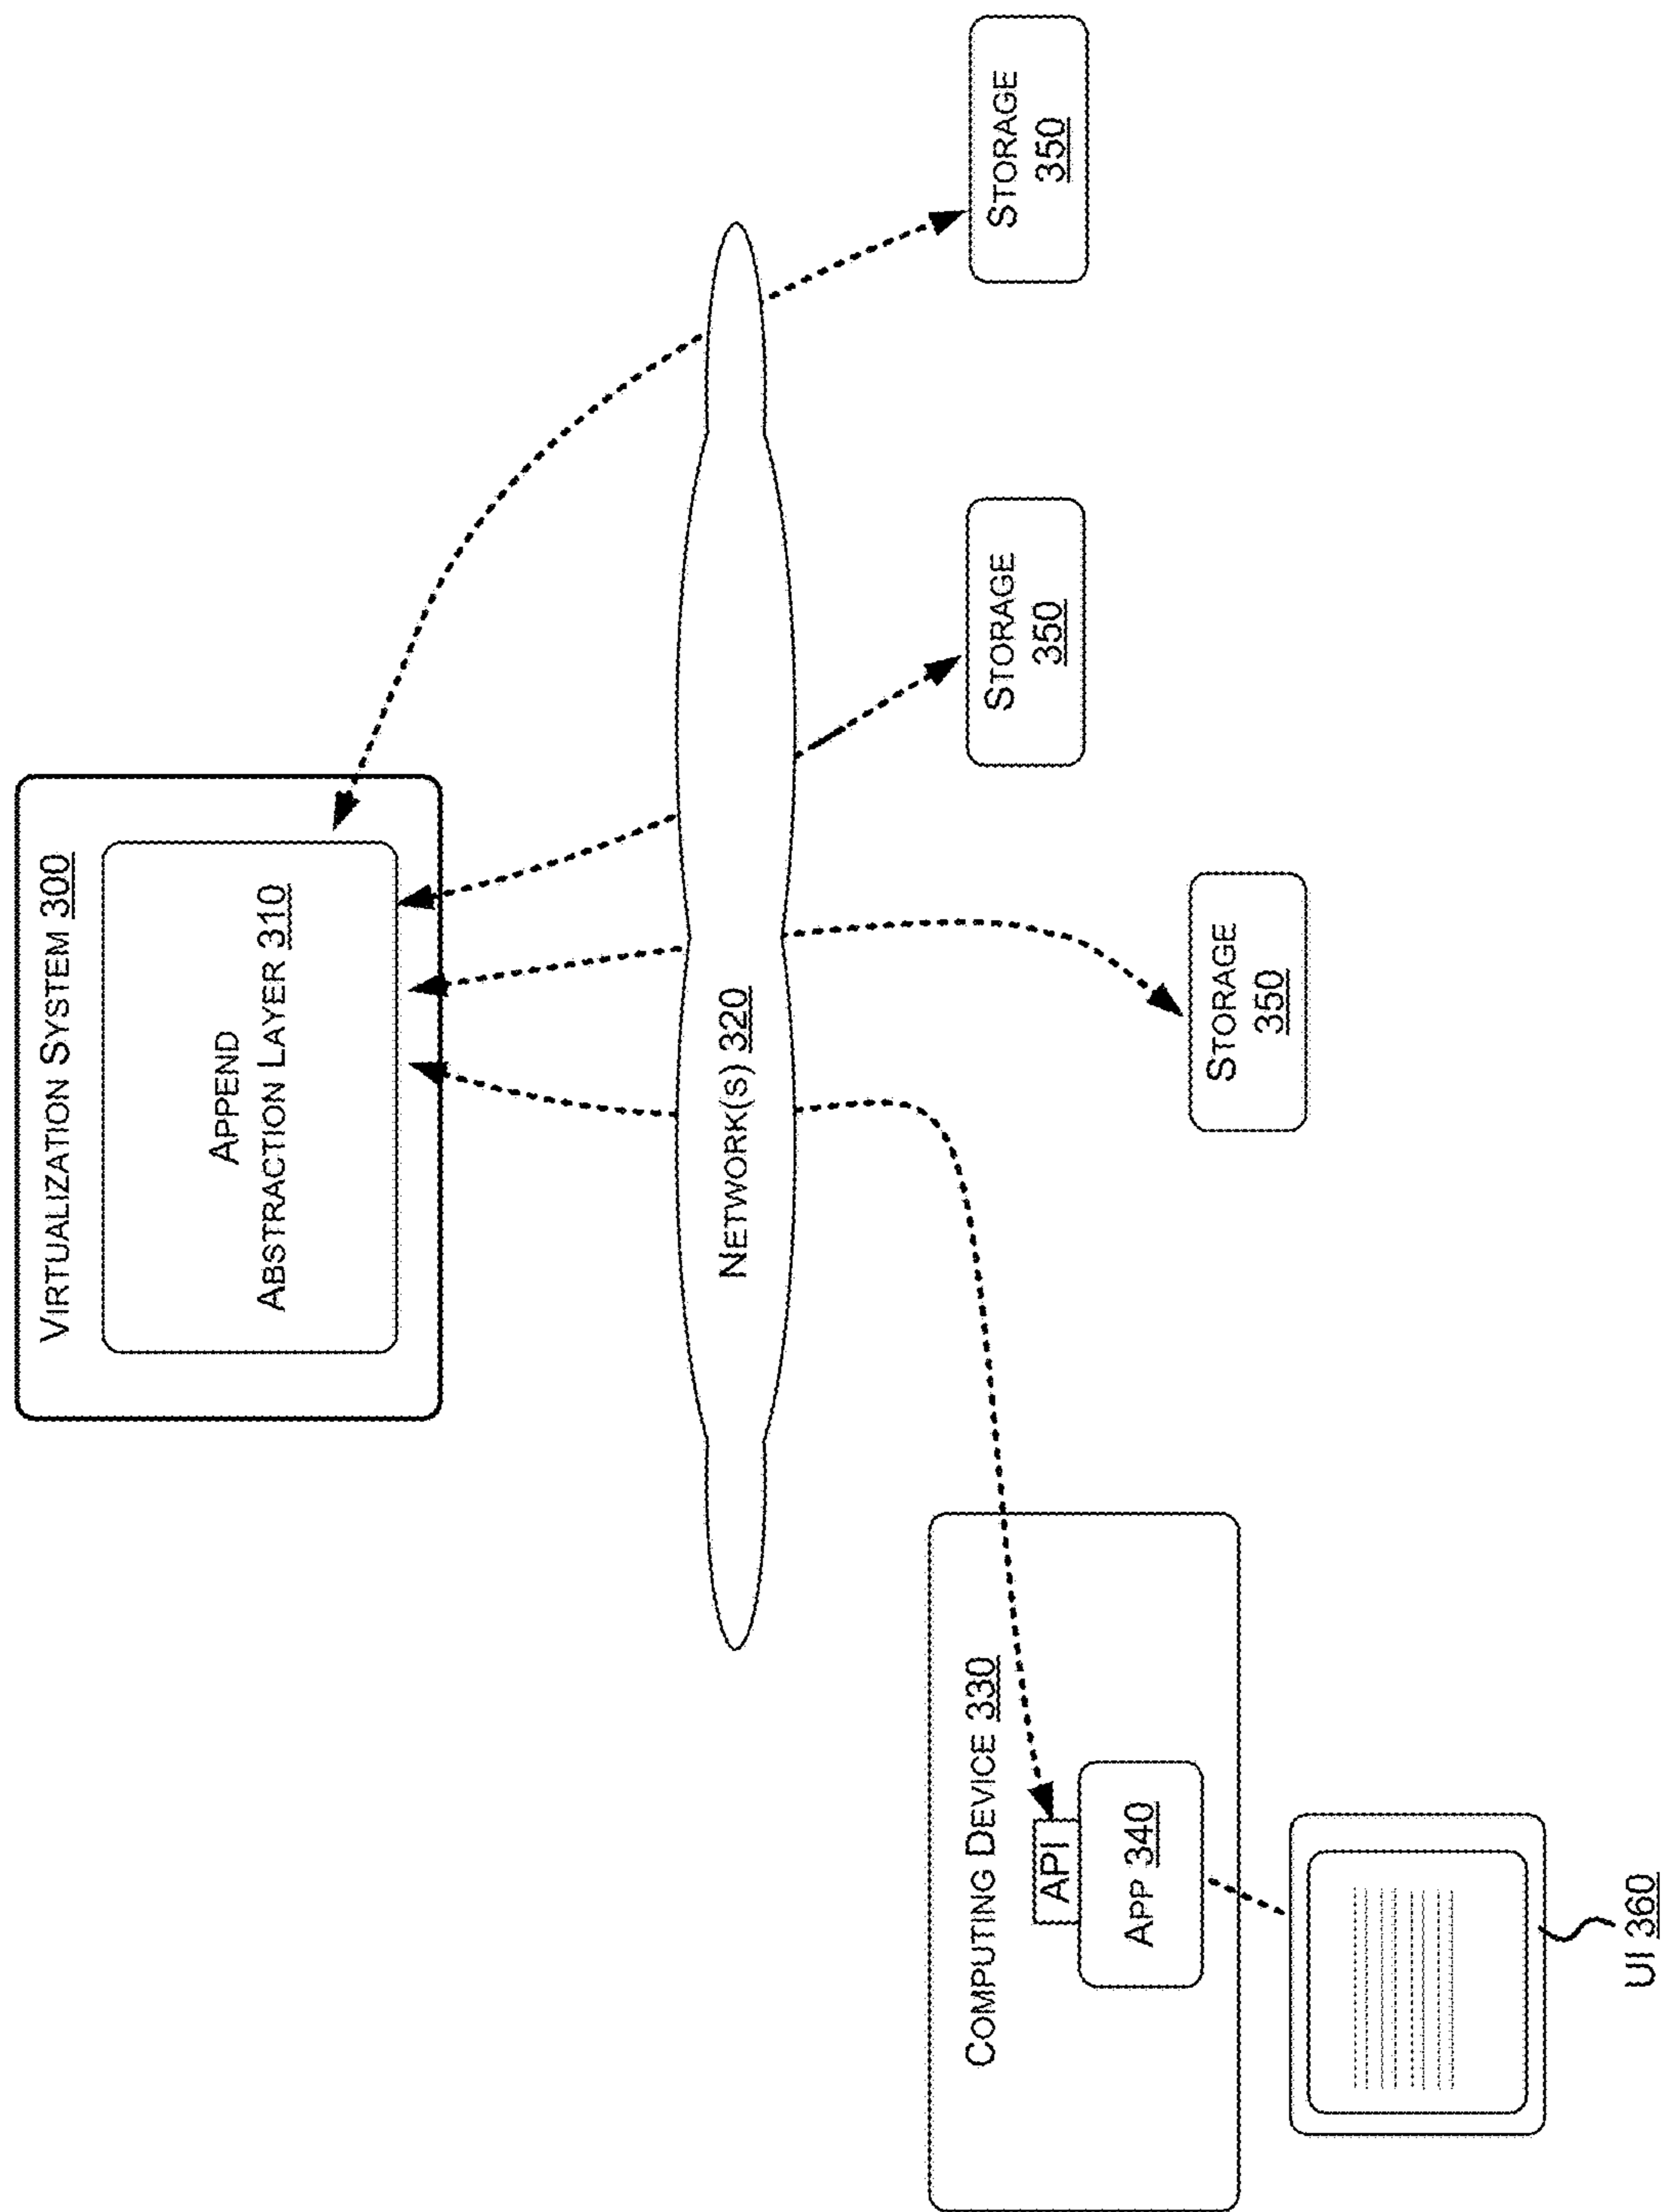 VIRTUALIZATION SYSTEM 300
APPEND
ABSTRACTION LAYER 310
NETWORK(S) 320
COMPUTING DEVICE 330
API
APP 340
UI 360
STORAGE
350
STORAGE
350
STORAGE
350